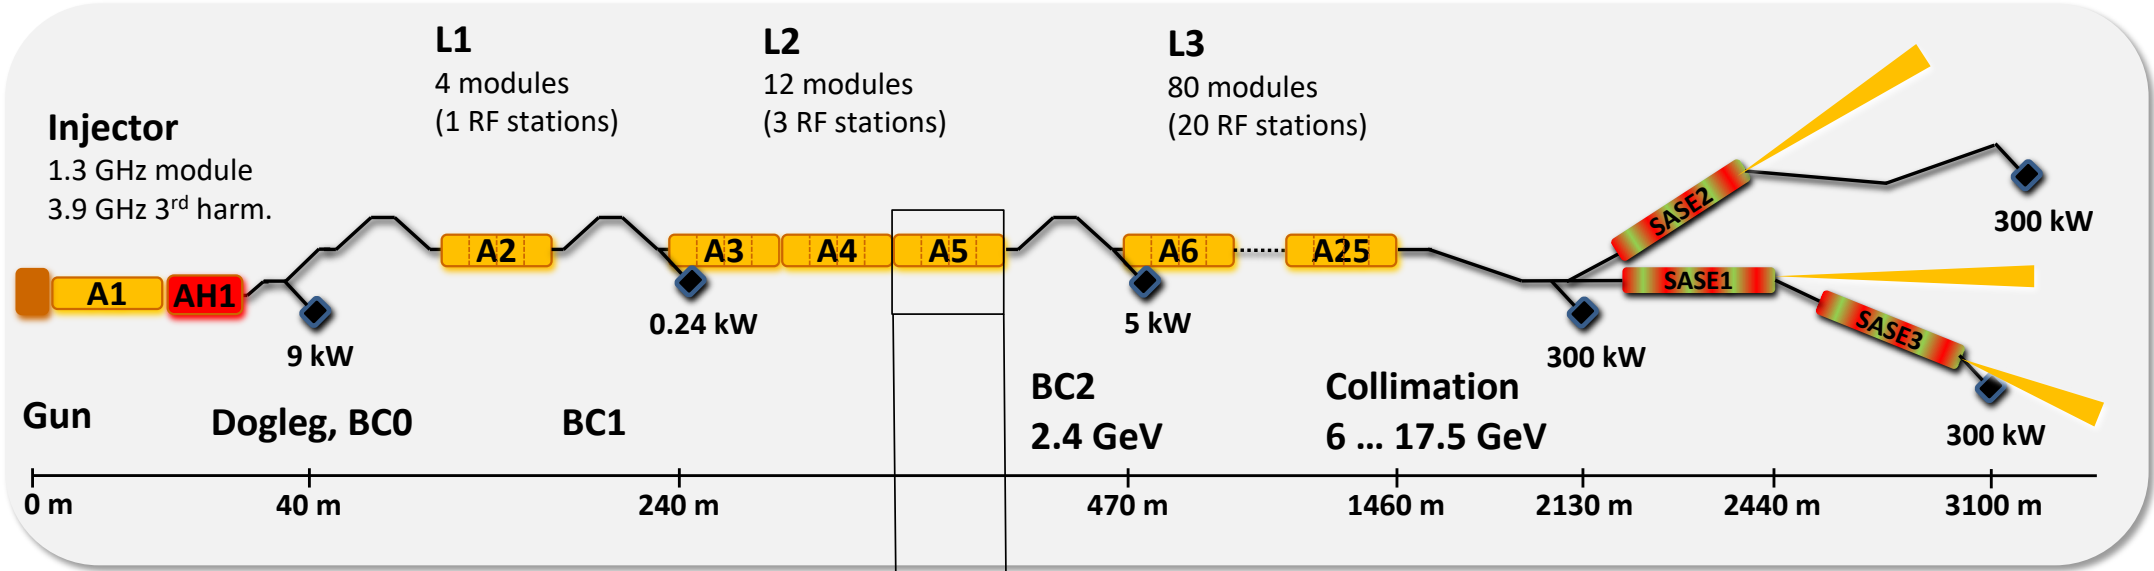 L1
4 modules
(1 RF stations)
L2
12 modules
(3 RF stations)
L3
80 modules
(20 RF stations)
Injector
1.3 GHz module
3.9 GHz 3rd harm.
A1
AH1
A2
A3
A4
A5
A6
A25
SASE2
SASE1
SASE3
9 kW
0.24 kW
5 kW
300 kW
300 kW
300 kW
Gun
Dogleg, BC0
BC1
BC2
2.4 GeV
Collimation
6 ... 17.5 GeV
0 m
40 m
240 m
470 m
1460 m
2130 m
2440 m
3100 m